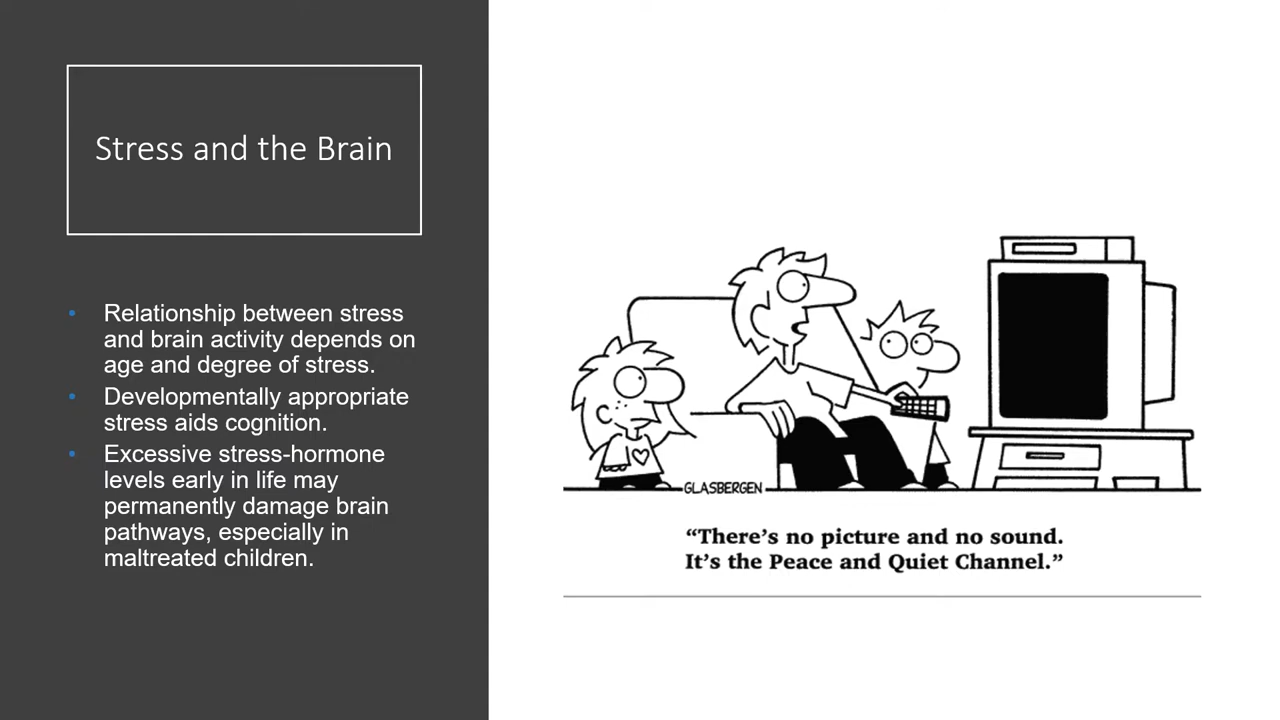 Stress and the Brain
• Relationship between stress
and brain activity depends on
age and degree of stress.
• Developmentally appropriate
stress aids cognition.
• Excessive stress-hormone
levels early in life may
permanently damage brain
pathways, especially in
maltreated children.
GLASBERGEN
“There’s no picture and no sound.
It’s the Peace and Quiet Channel.”